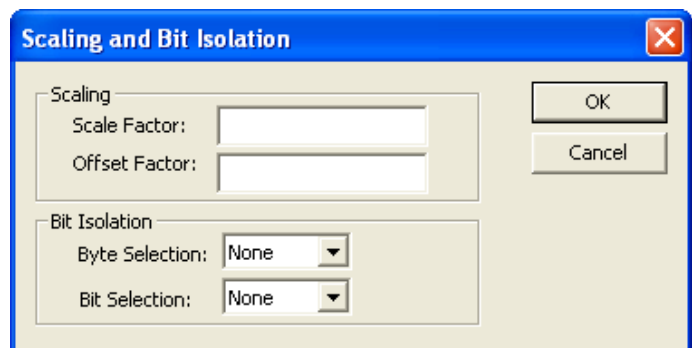 Scaling and Bit Isolation
Scaling
Scale Factor:
Offset Factor:
OK
Cancel
Bit Isolation
Byte Selection: None
Bit Selection: None